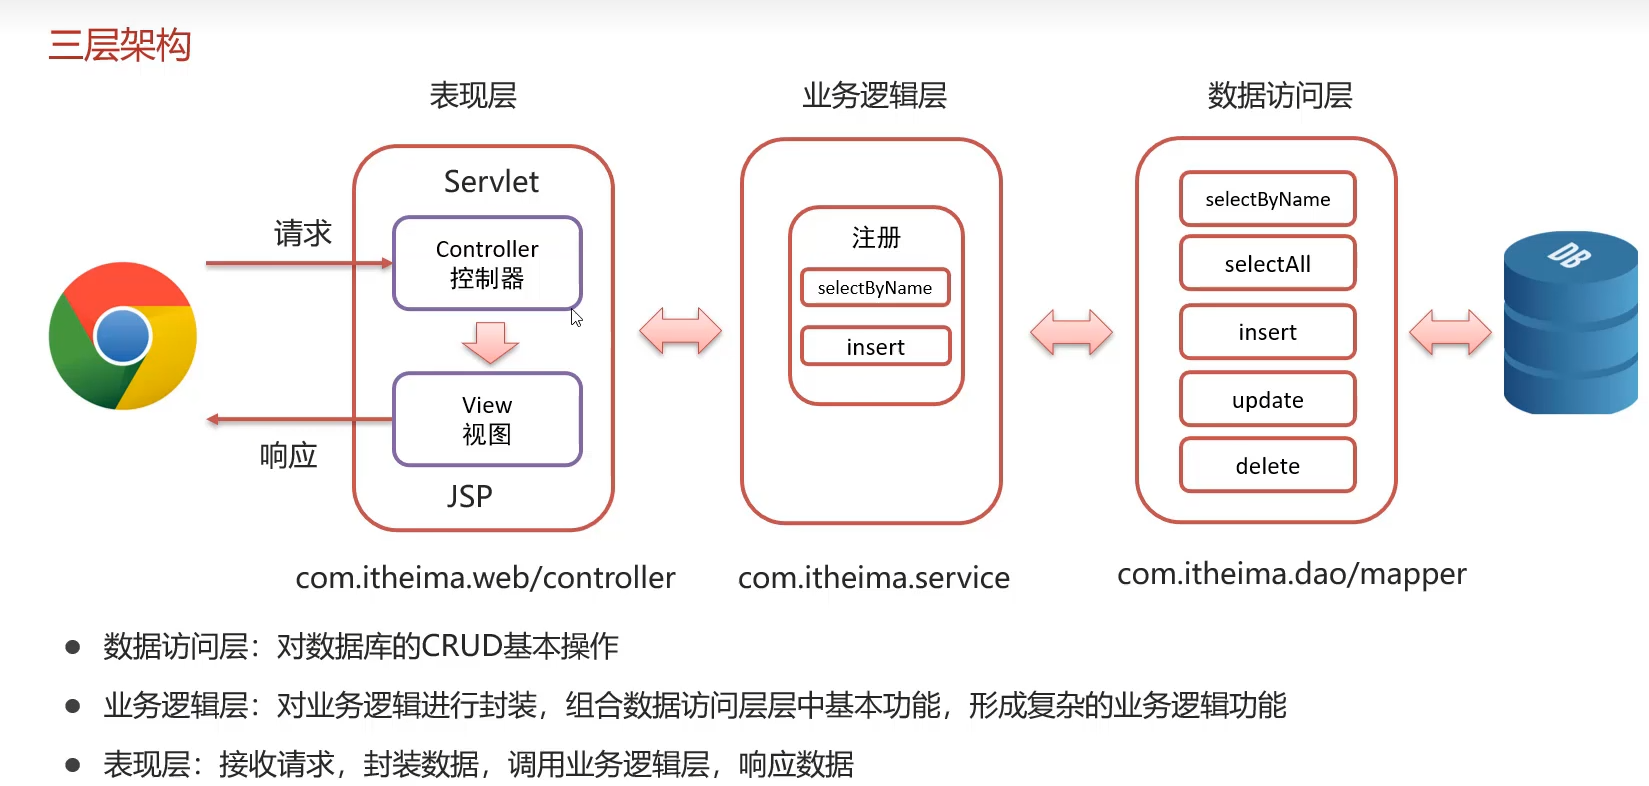 三层架构
表现层
业务逻辑层
数据访问层
Servlet
请求
Controller
控制器
View
视图
响应
JSP
注册
selectByName
insert
selectByName
selectAll
insert
update
delete
DB
com.itheima.web/controller
com.itheima.service
com.itheima.dao/mapper
● 数据访问层：对数据库的CRUD基本操作
● 业务逻辑层：对业务逻辑进行封装，组合数据访问层层中基本功能，形成复杂的业务逻辑功能
● 表现层：接收请求，封装数据，调用业务逻辑层，响应数据